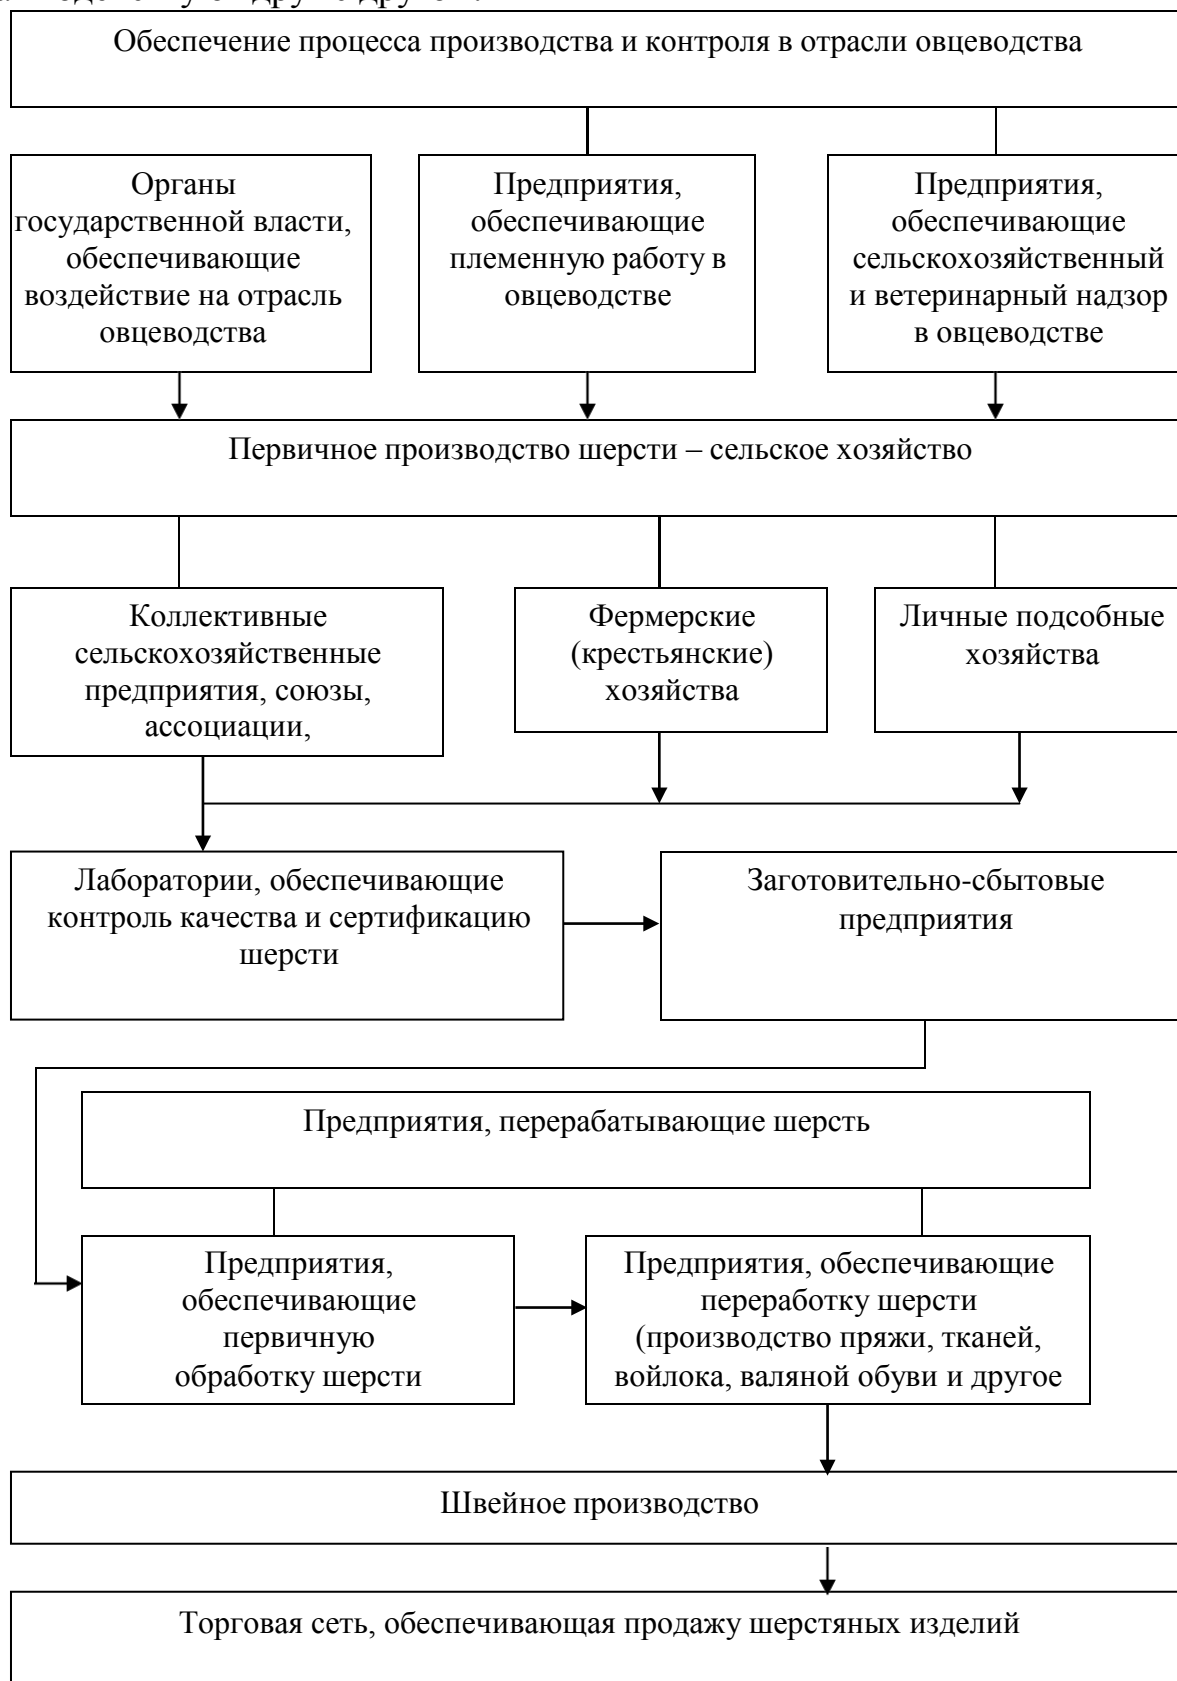 Обеспечение процесса производства и контроля в отрасли овцеводства
Органы
государственной власти,
обеспечивающие
воздействие на отрасль
овцеводства
Предприятия,
обеспечивающие
племенную работу в
овцеводстве
Предприятия,
обеспечивающие
сельскохозяйственный
и ветеринарный надзор
в овцеводстве
Первичное производство шерсти – сельское хозяйство
Коллективные
сельскохозяйственные
предприятия, союзы,
ассоциации,
Фермерские
(крестьянские)
хозяйства
Личные подсобные
хозяйства
Лаборатории, обеспечивающие
контроль качества и сертификацию
шерсти
Заготовительно-сбытовые
предприятия
Предприятия, перерабатывающие шерсть
Предприятия,
обеспечивающие
первичную
обработку шерсти
Предприятия, обеспечивающие
переработку шерсти
(производство пряжи, тканей,
войлока, валяной обуви и другое
Швейное производство
Торговая сеть, обеспечивающая продажу шерстяных изделий